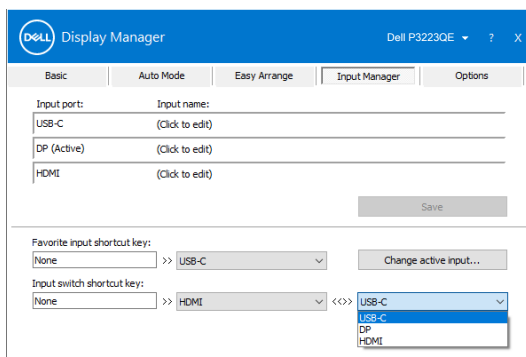 DELL Display Manager Dell P3223QE ? X
Basic Auto Mode Easy Arrange Input Manager Options
Input port: Input name:
USB-C (Click to edit)
DP (Active) (Click to edit)
HDMI (Click to edit)
Save
Favorite input shortcut key:
None >> USB-C Change active input...
Input switch shortcut key:
None >> HDMI <<>> USB-C
USB-C
DP
HDMI